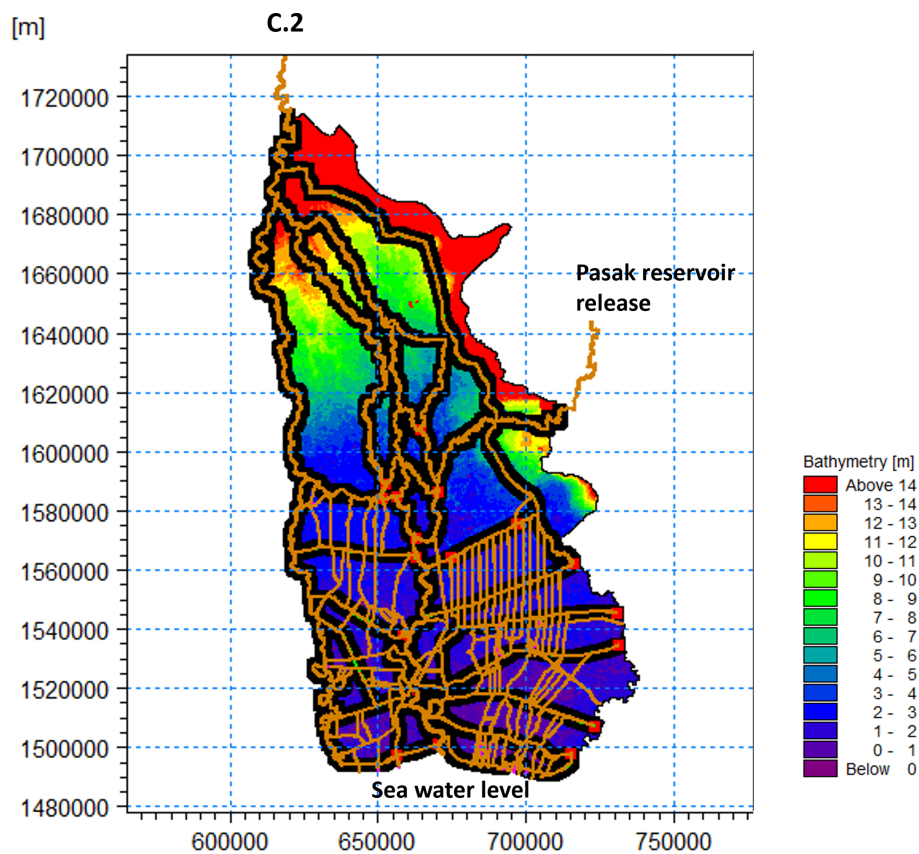 [m]
C.2
1720000
1700000
1680000
1660000
1640000
1620000
1600000
1580000
1560000
1540000
1520000
1500000
1480000
600000
650000
700000
750000
Pasak reservoir
release
Sea water level
Bathymetry [m]
Above 14
13 - 14
12 - 13
11 - 12
10 - 11
9 - 10
8 - 9
7 - 8
6 - 7
5 - 6
4 - 5
3 - 4
2 - 3
1 - 2
0 - 1
Below 0